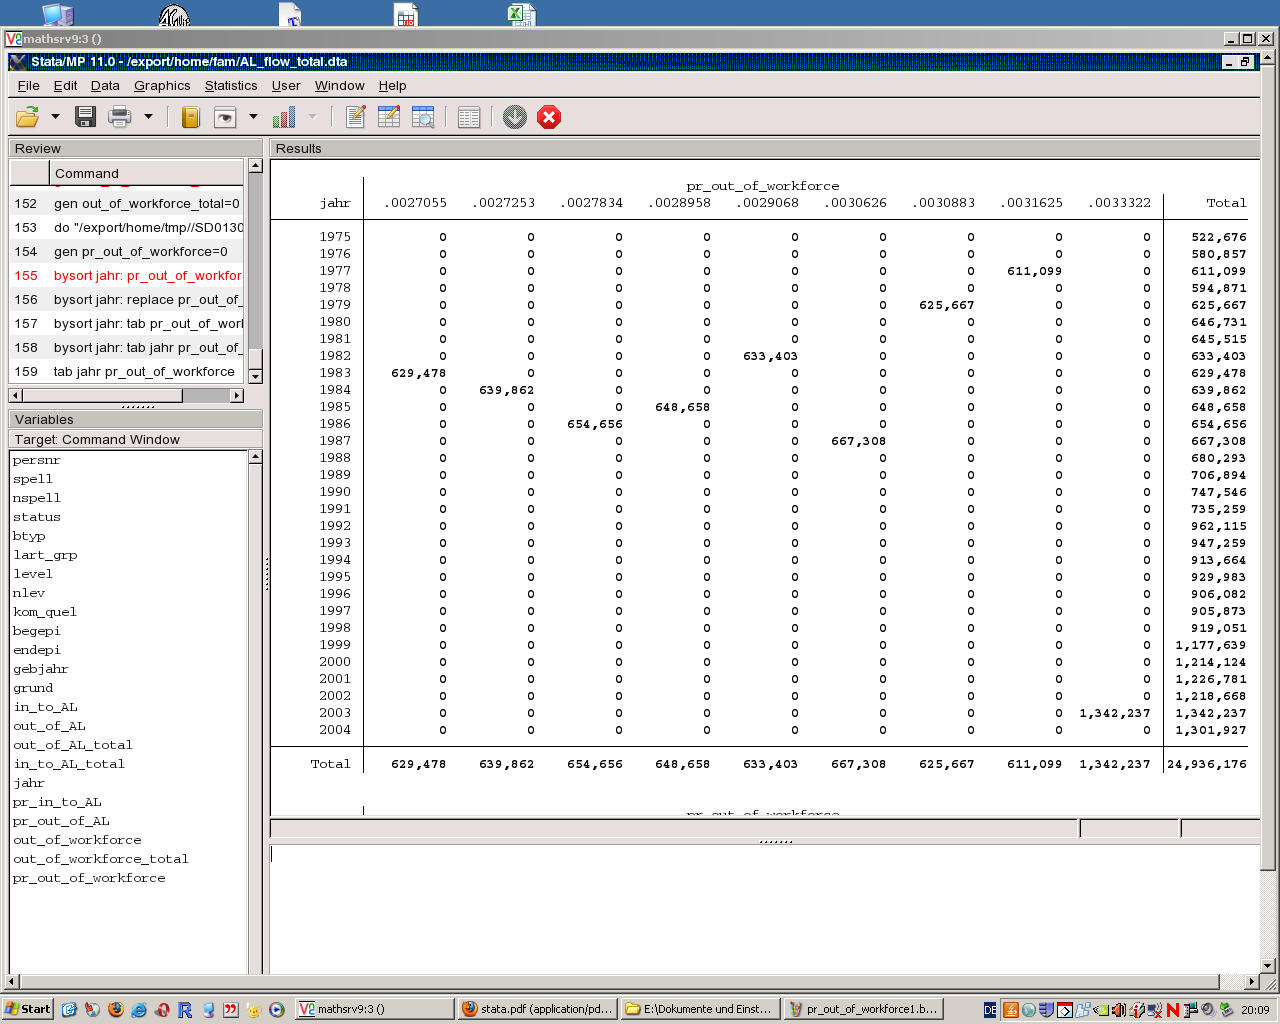 mathsrv9:3 ()
Stata/MP 11.0 - /export/home/fam/AL_flow_total.dta
File Edit Data Graphics Statistics User Window Help
Review
Command
152 gen out_of_workforce_total=0
153 do "/export/home/tmp//SD0130
154 gen pr_out_of_workforce=0
155 bysort jahr: pr_out_of_workfor
156 bysort jahr: replace pr_out_of_
157 bysort jahr: tab pr_out_of_worl
158 bysort jahr: tab jahr pr_out_of_
159 tab jahr pr_out_of_workforce
Variables
Target: Command Window
persnr
spell
nspell
status
btyp
lart_grp
level
nlev
kom_quel
begepi
endepi
gebjahr
grund
in_to_AL
out_of_AL
out_of_AL_total
in_to_AL_total
jahr
pr_in_to_AL
pr_out_of_AL
out_of_workforce
out_of_workforce_total
pr_out_of_workforce
Results
pr_out_of_workforce
jahr .0027055 .0027253 .0027834 .0028958 .0029068 .0030626 .0030883 .0031625 .0033322 Total
1975 0 0 0 0 0 0 0 0 0 522,676
1976 0 0 0 0 0 0 0 0 0 580,857
1977 0 0 0 0 0 0 0 611,099 0 611,099
1978 0 0 0 0 0 0 0 0 0 594,871
1979 0 0 0 0 0 0 625,667 0 0 625,667
1980 0 0 0 0 0 0 0 0 0 646,731
1981 0 0 0 0 0 0 0 0 0 645,515
1982 0 0 0 0 633,403 0 0 0 0 633,403
1983 629,478 0 0 0 0 0 0 0 0 629,478
1984 0 639,862 0 0 0 0 0 0 0 639,862
1985 0 0 0 648,658 0 0 0 0 0 648,658
1986 0 0 654,656 0 0 0 0 0 0 654,656
1987 0 0 0 0 0 667,308 0 0 0 667,308
1988 0 0 0 0 0 0 0 0 0 680,293
1989 0 0 0 0 0 0 0 0 0 706,894
1990 0 0 0 0 0 0 0 0 0 747,546
1991 0 0 0 0 0 0 0 0 0 735,259
1992 0 0 0 0 0 0 0 0 0 962,115
1993 0 0 0 0 0 0 0 0 0 947,259
1994 0 0 0 0 0 0 0 0 0 913,664
1995 0 0 0 0 0 0 0 0 0 929,983
1996 0 0 0 0 0 0 0 0 0 906,082
1997 0 0 0 0 0 0 0 0 0 905,873
1998 0 0 0 0 0 0 0 0 0 919,051
1999 0 0 0 0 0 0 0 0 0 1,177,639
2000 0 0 0 0 0 0 0 0 0 1,214,124
2001 0 0 0 0 0 0 0 0 0 1,226,781
2002 0 0 0 0 0 0 0 0 0 1,218,668
2003 0 0 0 0 0 0 0 0 1,342,237 1,342,237
2004 0 0 0 0 0 0 0 0 0 1,301,927
Total 629,478 639,862 654,656 648,658 633,403 667,308 625,667 611,099 1,342,237 24,936,176
pr_out_of_workforce
Start mathsrv9:3 () stata.pdf (application/pd... E:\Dokumente und Einst... pr_out_of_workforce1.b... DE 20:09